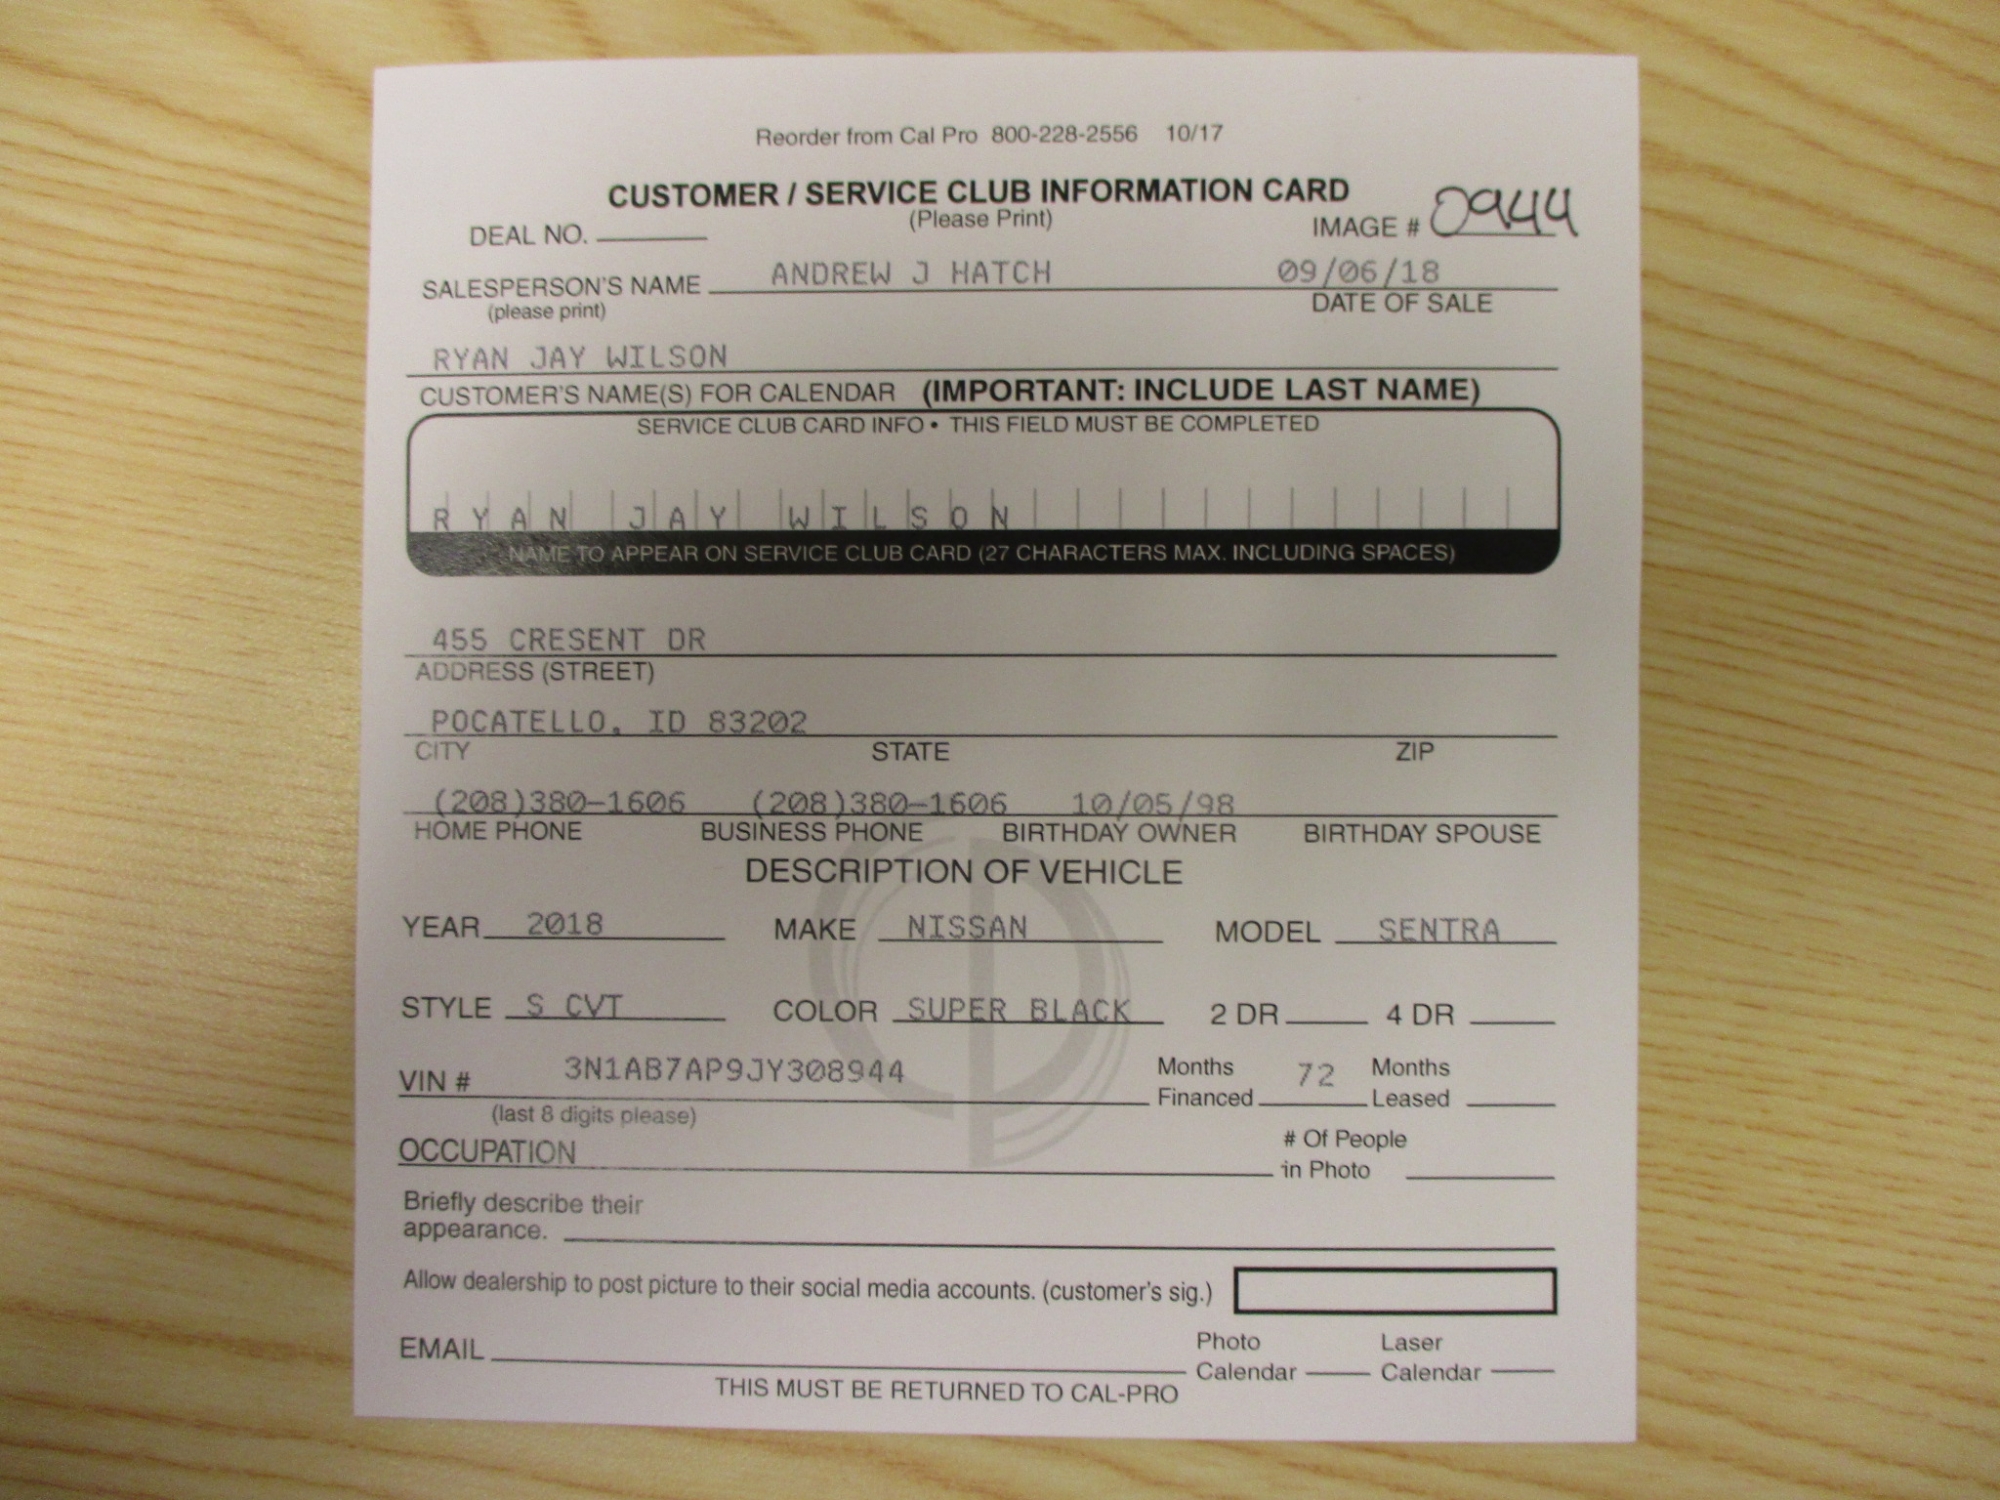 Reorder from Cal Pro 800-228-2556 10/17
CUSTOMER / SERVICE CLUB INFORMATION CARD
(Please Print)
DEAL NO. IMAGE # 0944
SALESPERSON'S NAME ANDREW J HATCH 09/06/18
(please print) DATE OF SALE
RYAN JAY WILSON
CUSTOMER'S NAME(S) FOR CALENDAR (IMPORTANT: INCLUDE LAST NAME)
SERVICE CLUB CARD INFO • THIS FIELD MUST BE COMPLETED
RYAN JAY WILSON
NAME TO APPEAR ON SERVICE CLUB CARD (27 CHARACTERS MAX. INCLUDING SPACES)
455 CRESENT DR
ADDRESS (STREET)
POCATELLO, ID 83202
CITY STATE ZIP
(208)380-1606 (208)380-1606 10/05/98
HOME PHONE BUSINESS PHONE BIRTHDAY OWNER BIRTHDAY SPOUSE
DESCRIPTION OF VEHICLE
YEAR 2018 MAKE NISSAN MODEL SENTRA
STYLE S CVT COLOR SUPER BLACK 2 DR 4 DR
VIN # 3N1AB7AP9JY308944 Months Financed 72 Months Leased
(last 8 digits please)
OCCUPATION # Of People in Photo
Briefly describe their
appearance.
Allow dealership to post picture to their social media accounts. (customer's sig.)
EMAIL Photo Calendar Laser Calendar
THIS MUST BE RETURNED TO CAL-PRO